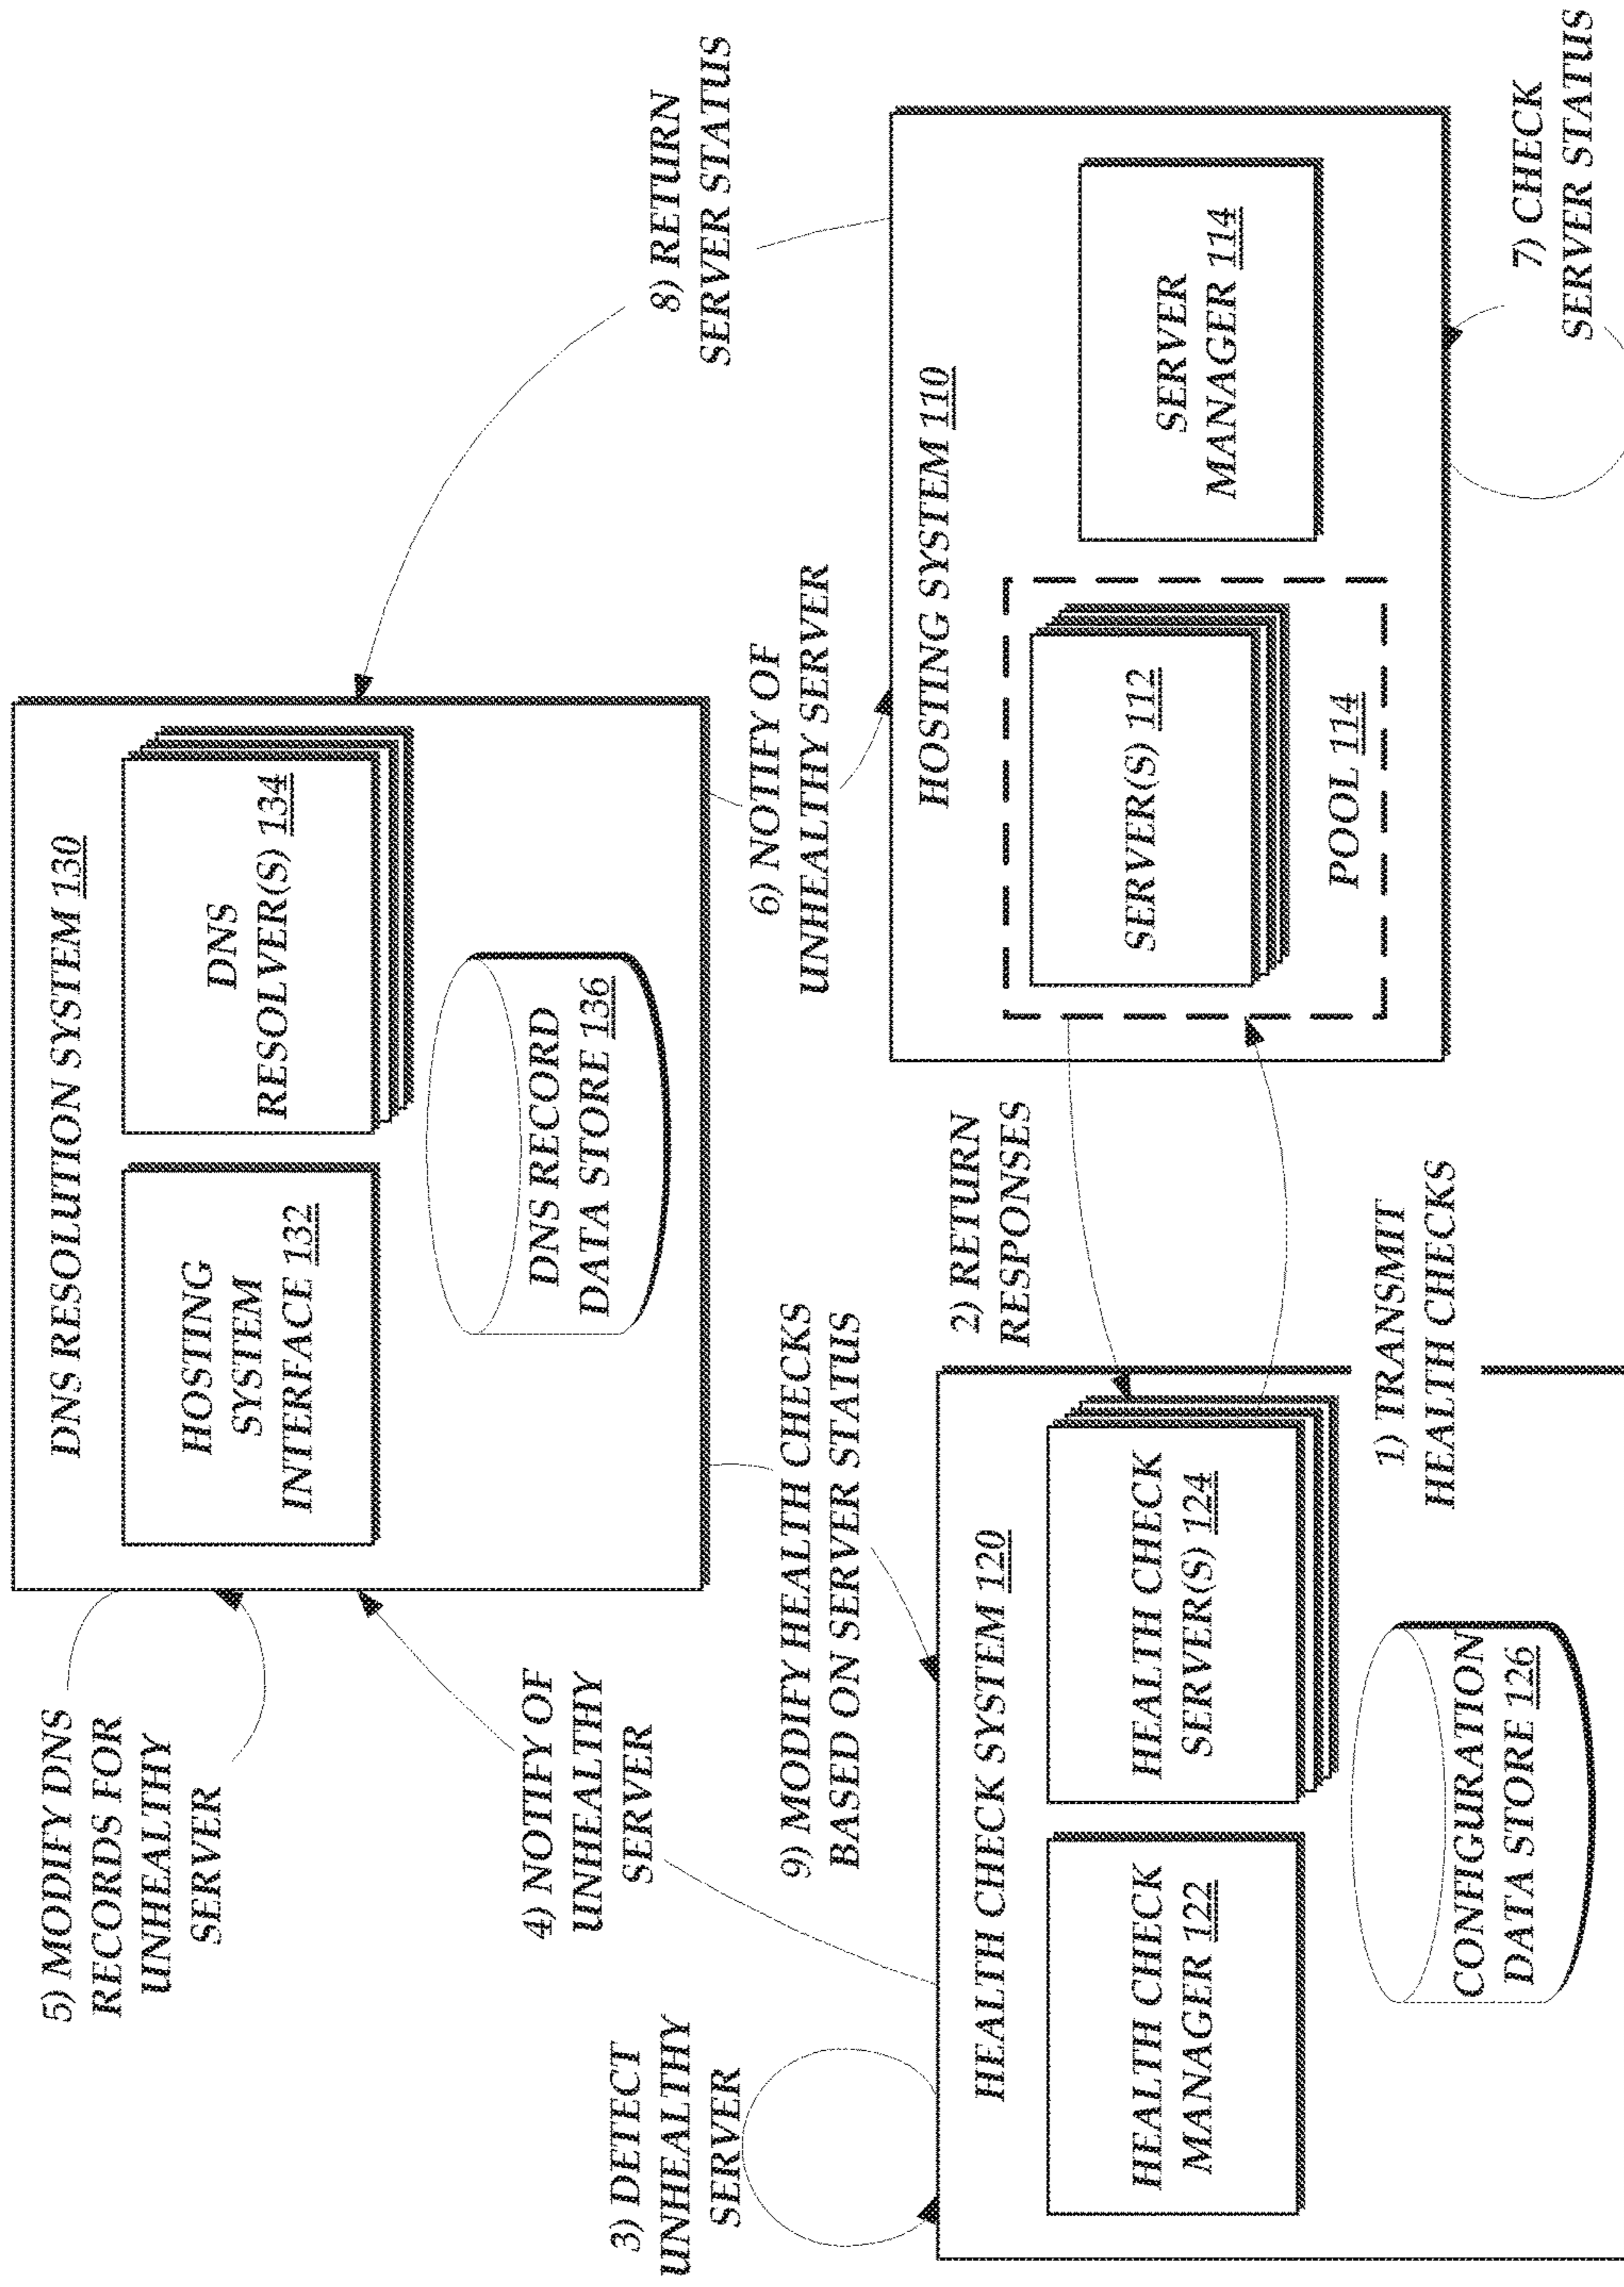 5) MODIFY DNS
RECORDS FOR
UNHEALTHY
SERVER
DNS RESOLUTION SYSTEM 130
HOSTING
SYSTEM
INTERFACE 132
DNS
RESOLVER(S) 134
DNS RECORD
DATA STORE 136
4) NOTIFY OF
UNHEALTHY
SERVER
3) DETECT
UNHEALTHY
SERVER
8) RETURN
SERVER STATUS
6) NOTIFY OF
UNHEALTHY SERVER
9) MODIFY HEALTH CHECKS
BASED ON SERVER STATUS
HEALTH CHECK SYSTEM 120
HEALTH CHECK
MANAGER 122
HEALTH CHECK
SERVER(S) 124
CONFIGURATION
DATA STORE 126
2) RETURN
RESPONSES
1) TRANSMIT
HEALTH CHECKS
HOSTING SYSTEM 110
SERVER(S) 112
POOL 114
SERVER
MANAGER 114
7) CHECK
SERVER STATUS